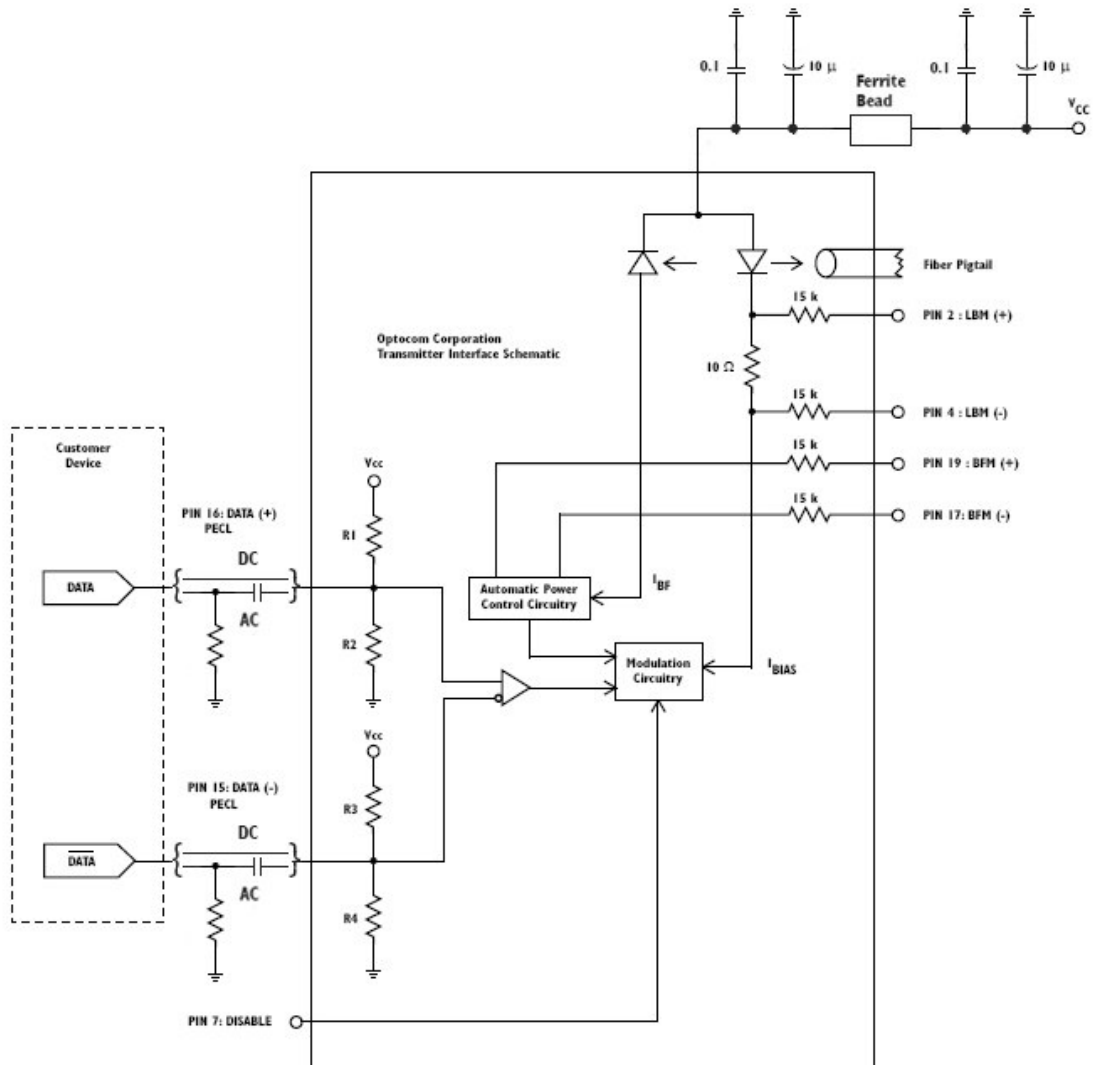 0.1
10 µ
Ferrite
Bead
0.1
10 µ
VCC
Fiber Pigtail
15 k
PIN 2 : LBM (+)
Optocom Corporation
Transmitter Interface Schematic
10 Ω
15 k
PIN 4 : LBM (-)
15 k
PIN 19 : BFM (+)
15 k
PIN 17: BFM (-)
Customer
Device
Vcc
PIN 16: DATA (+)
PECL
R1
DC
DATA
AC
R2
Automatic Power
Control Circuitry
IBF
Modulation
Circuitry
IBIAS
Vcc
PIN 15: DATA (-)
PECL
R3
DC
DATA
AC
R4
PIN 7: DISABLE